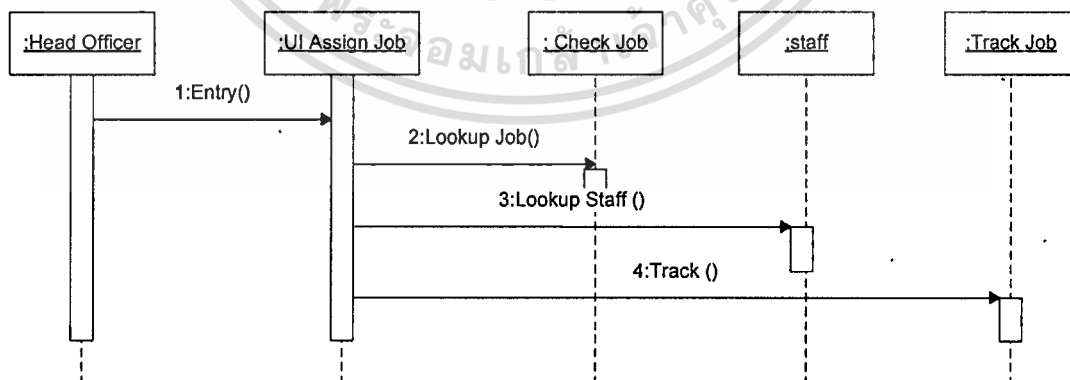 :Head Officer
:UI Assign Job
: Check Job
:staff
:Track Job
1:Entry()
2:Lookup Job()
3:Lookup Staff ()
4:Track ()